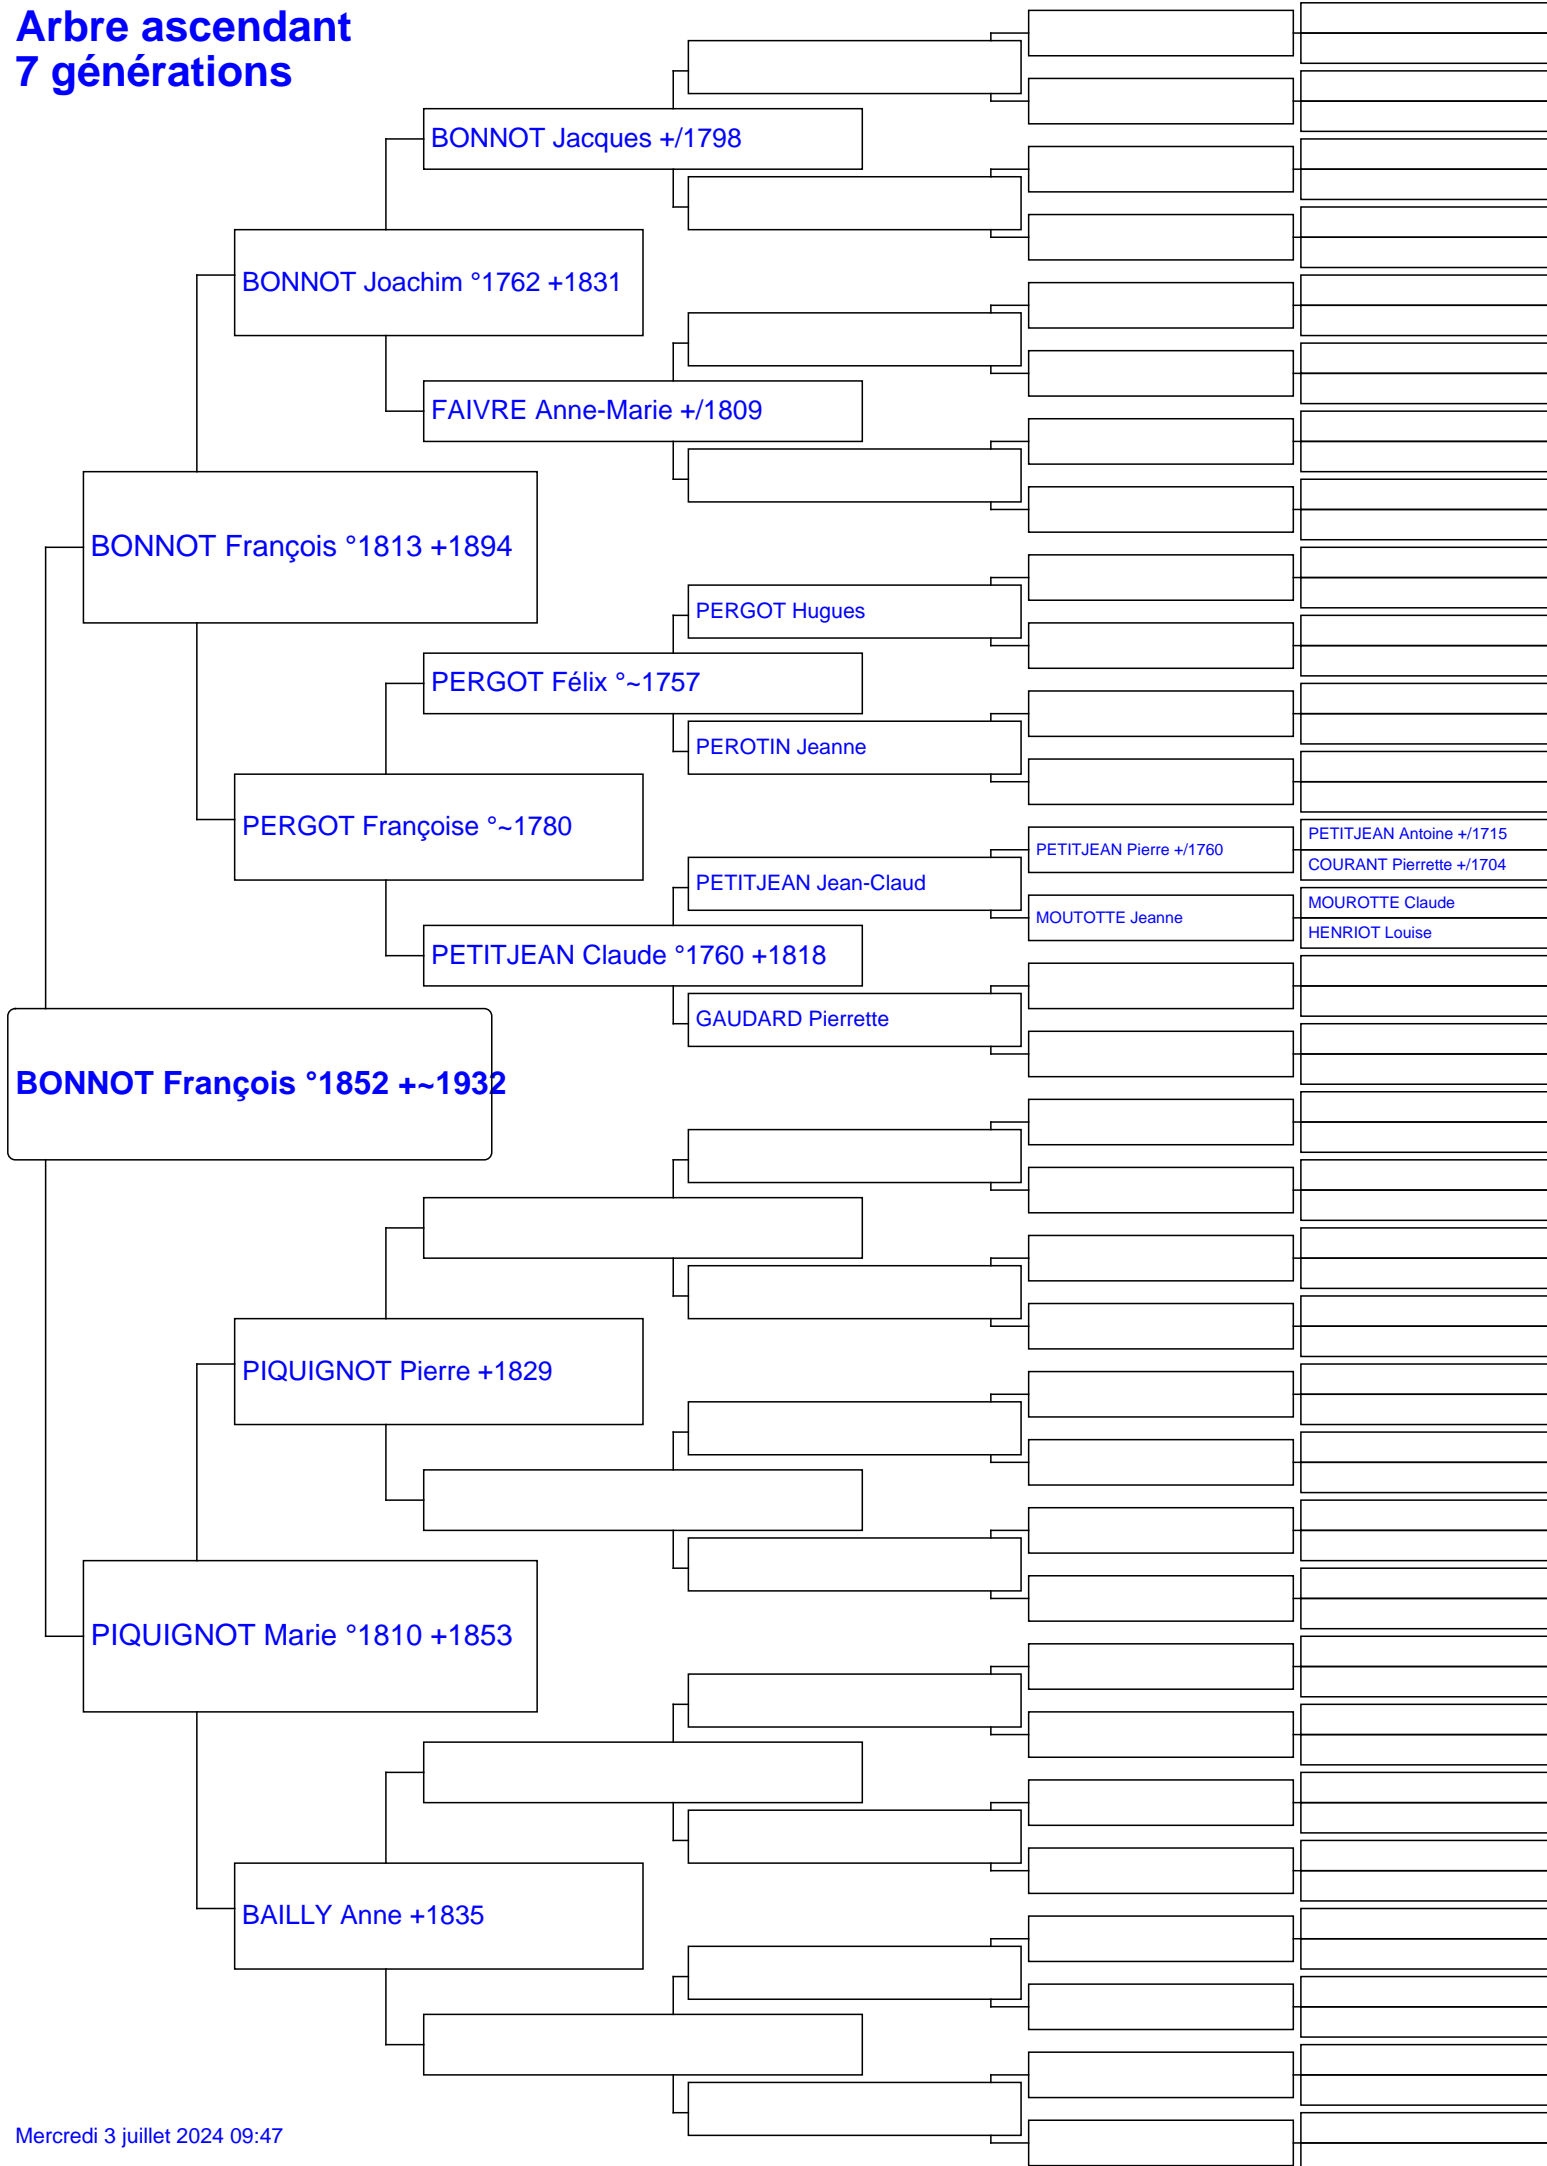 Arbre ascendant
7 générations
BONNOT Jacques +/1798
BONNOT Joachim °1762 +1831
FAIVRE Anne-Marie +/1809
BONNOT François °1813 +1894
PERGOT Hugues
PERGOT Félix °~1757
PEROTIN Jeanne
PERGOT Françoise °~1780
PETITJEAN Antoine +/1715
PETITJEAN Pierre +/1760
COURANT Pierrette +/1704
PETITJEAN Jean-Claud
MOUROTTE Claude
MOUTOTTE Jeanne
HENRIOT Louise
PETITJEAN Claude °1760 +1818
GAUDARD Pierrette
BONNOT François °1852 +~1932
PIQUIGNOT Pierre +1829
PIQUIGNOT Marie °1810 +1853
BAILLY Anne +1835
Mercredi 3 juillet 2024 09:47